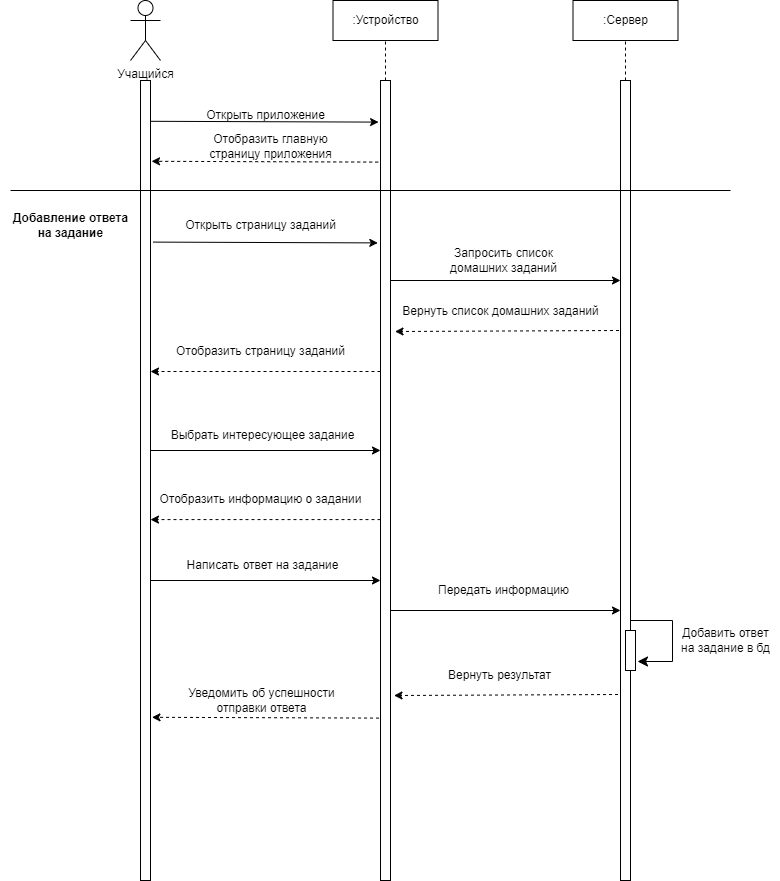 :Устройство
:Сервер
Учащийся
Открыть приложение
Отобразить главную
страницу приложения
Добавление ответа
на задание
Открыть страницу заданий
Запросить список
домашних заданий
Вернуть список домашних заданий
Отобразить страницу заданий
Выбрать интересующее задание
Отобразить информацию о задании
Написать ответ на задание
Передать информацию
Добавить ответ
на задание в бд
Вернуть результат
Уведомить об успешности
отправки ответа